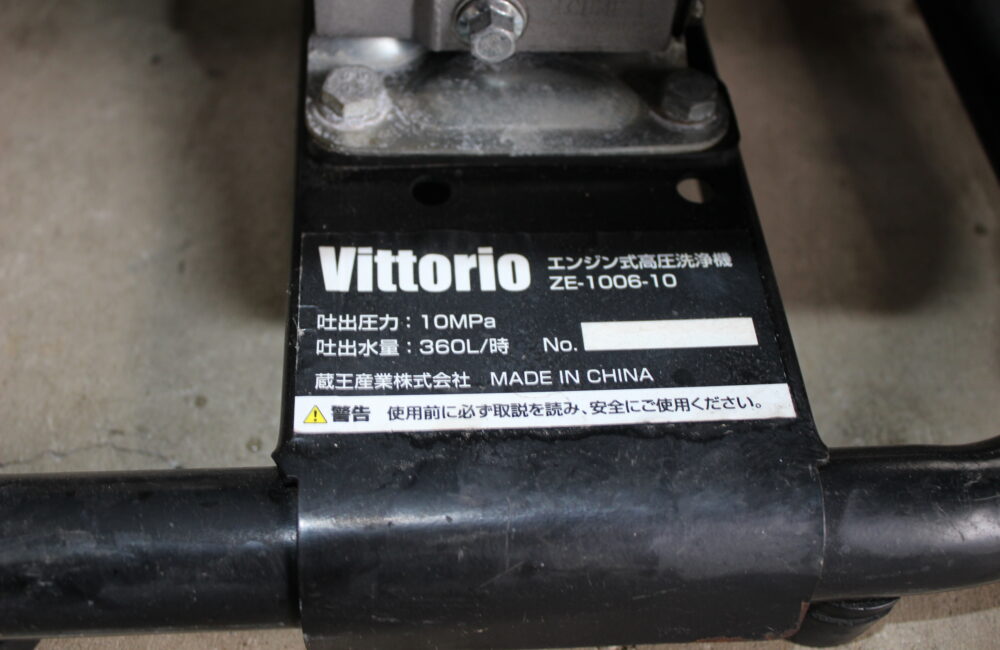 Vittorio エンジン式高圧洗浄機
ZE-1006-10
吐出圧力：10MPa
吐出水量：360L/時 No.
蔵王産業株式会社 MADE IN CHINA
警告 使用前に必ず取説を読み、安全にご使用ください。